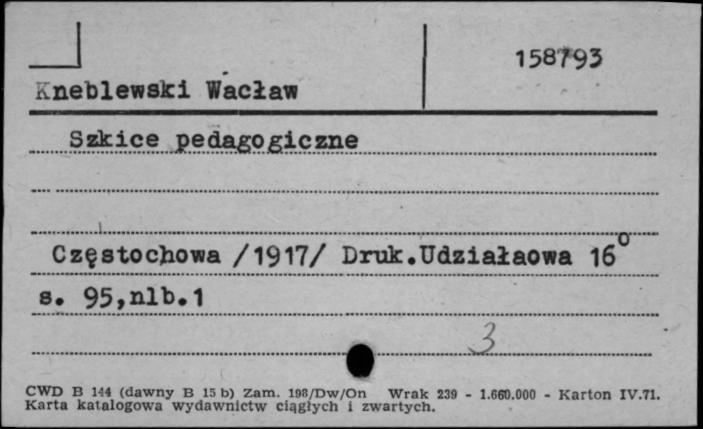 158793
Kneblewski Wacław
Szkice pedagogiczne
Częstochowa /1917/ Druk.Udziałaowa 16°
s. 95,nlb.1
3
CWD B 144 (dawny B 15 b) Zam. 198/Dw/On Wrak 239 - 1.660.000 - Karton IV.71.
Karta katalogowa wydawnictw ciągłych i zwartych.